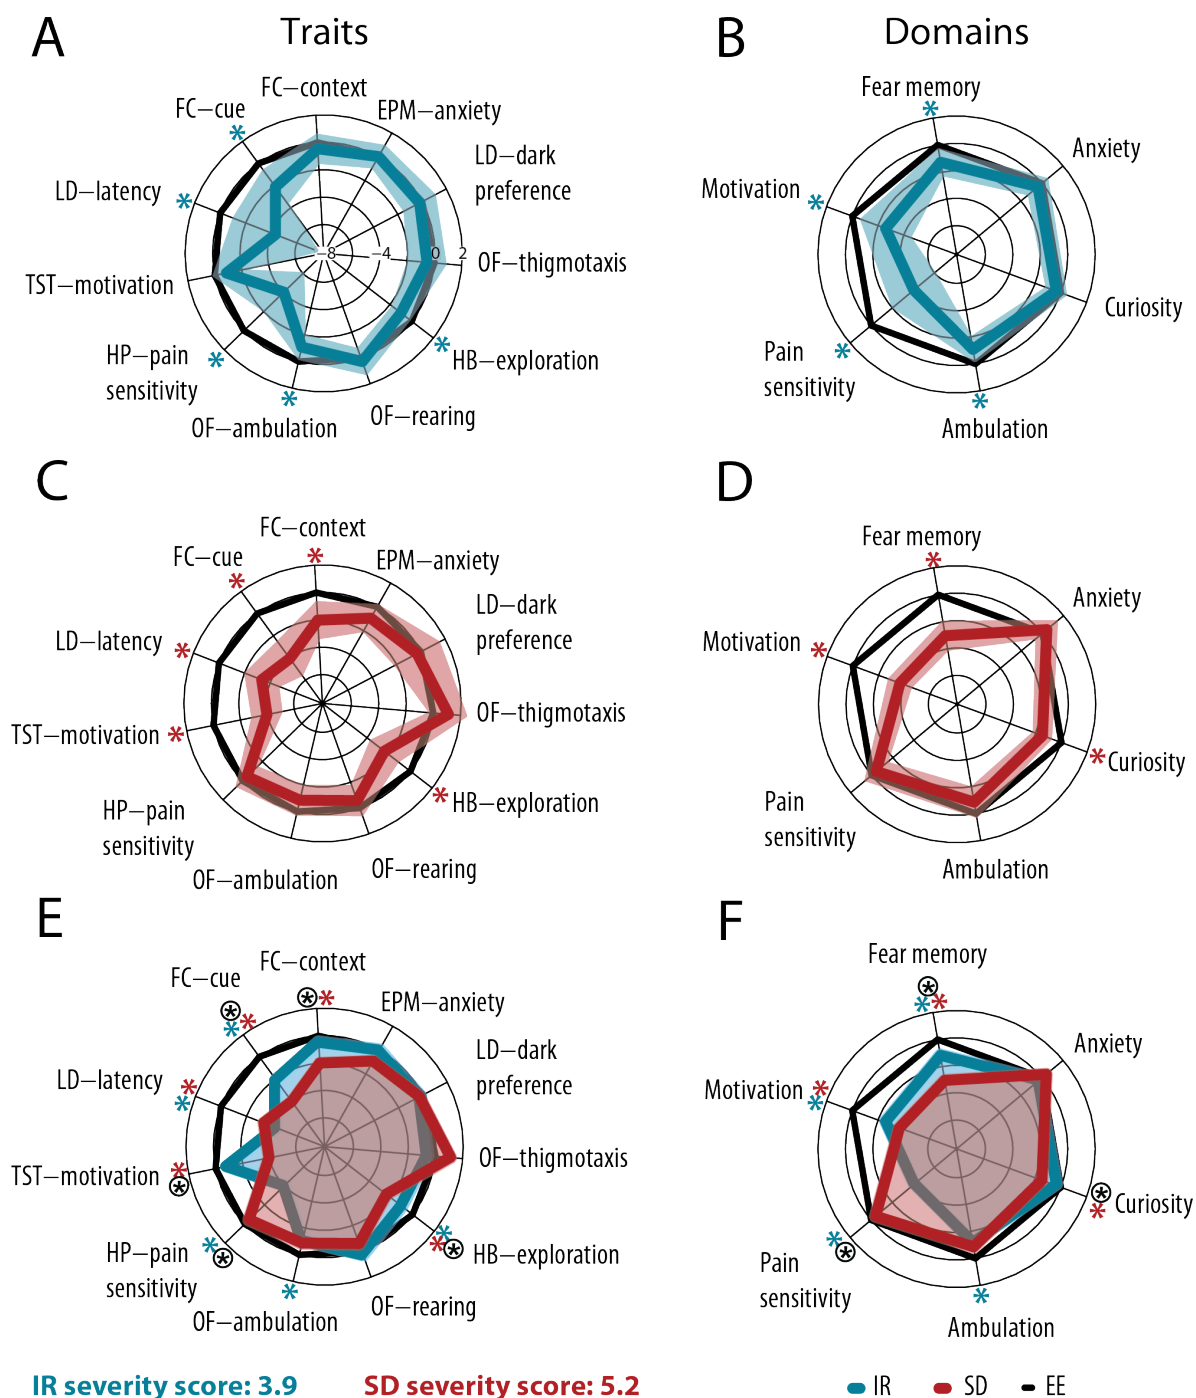 A
Traits
B
Domains
FC–context
FC–cue
EPM–anxiety
LD–dark
preference
LD–latency
–8
–4
0
2
OF–thigmotaxis
TST–motivation
HP–pain
sensitivity
HB–exploration
OF–rearing
OF–ambulation
Fear memory
*
Anxiety
Motivation
*
Curiosity
Pain
sensitivity
*
*
Ambulation
C
FC–context
FC–cue
EPM–anxiety
LD–dark
preference
LD–latency
OF–thigmotaxis
TST–motivation
HB–exploration
HP–pain
sensitivity
OF–rearing
OF–ambulation
D
Fear memory
*
Anxiety
Motivation
*
*
Curiosity
Pain
sensitivity
Ambulation
E
FC–context
FC–cue
EPM–anxiety
LD–dark
preference
LD–latency
OF–thigmotaxis
TST–motivation
HP–pain
sensitivity
HB–exploration
OF–rearing
OF–ambulation
IR severity score: 3.9
SD severity score: 5.2
F
Fear memory
Anxiety
Motivation
Curiosity
Pain
sensitivity
Ambulation
IR
SD
EE